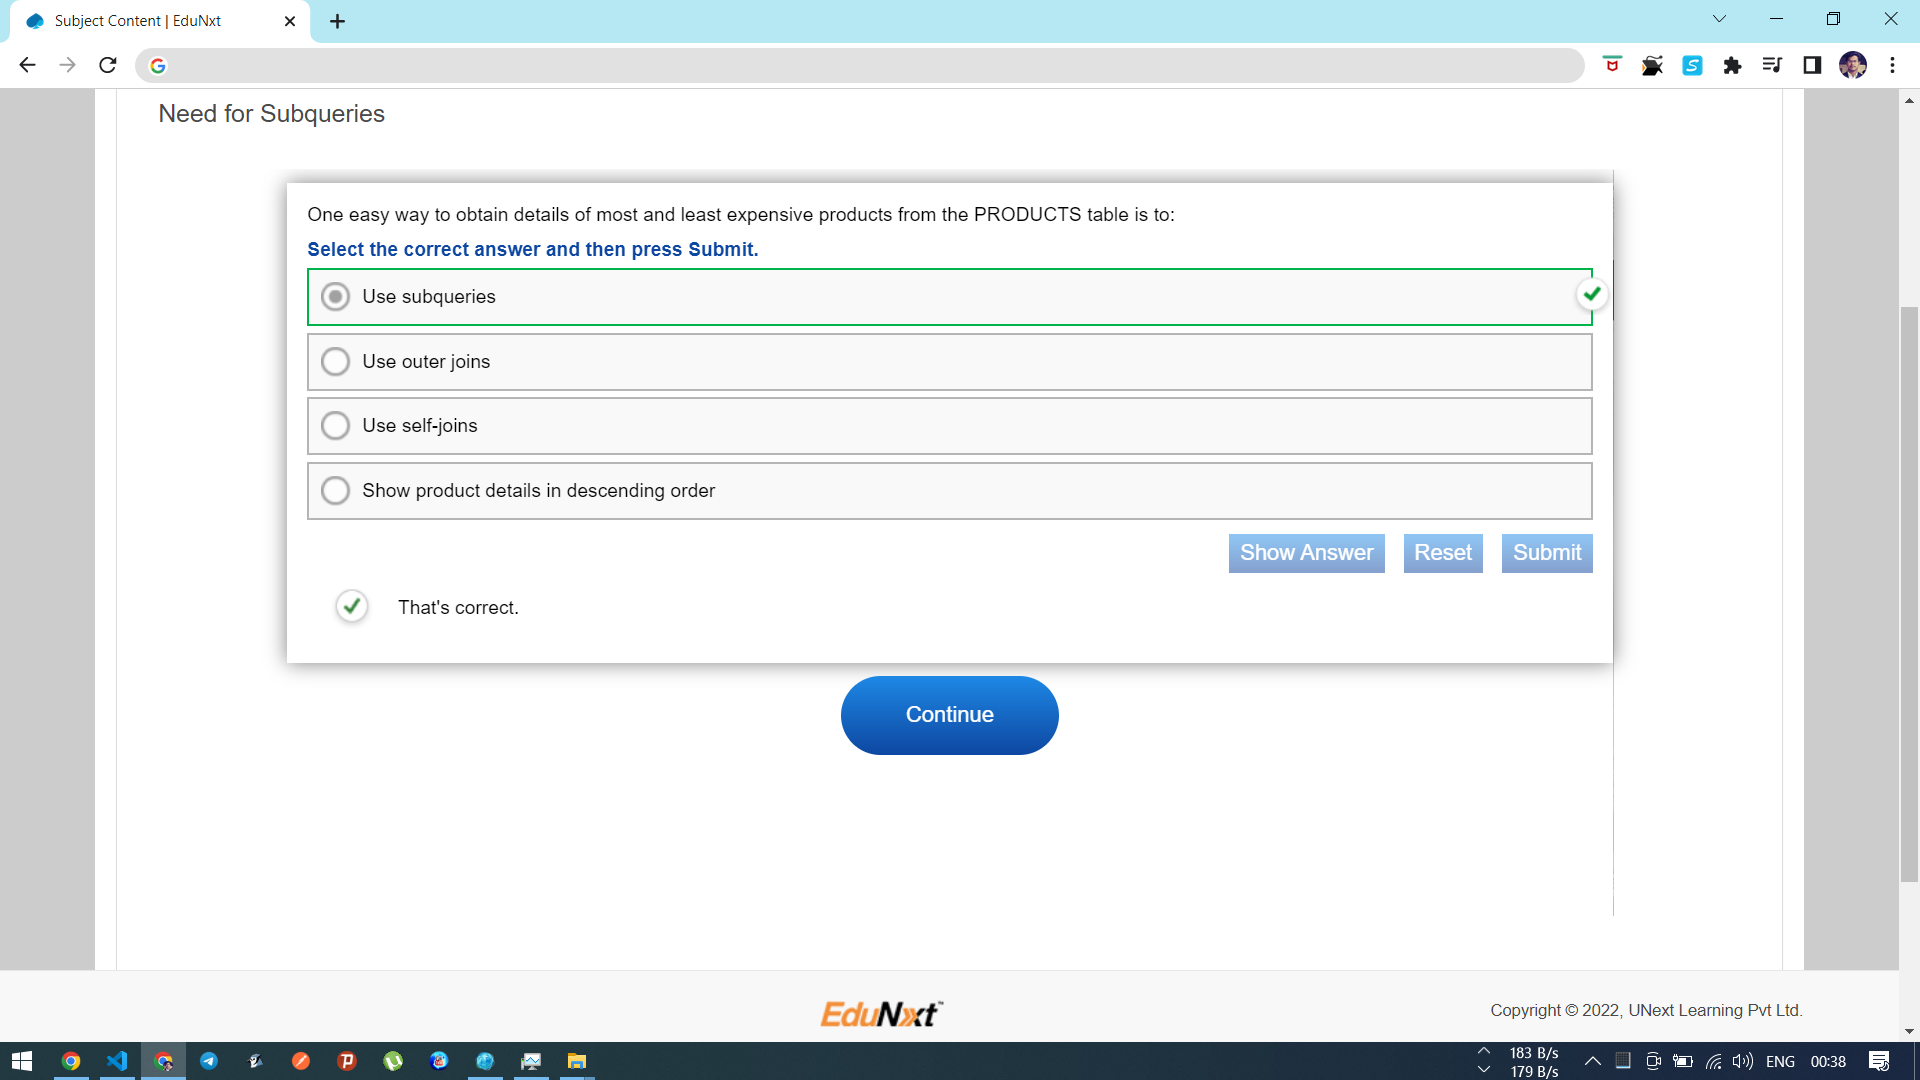 Subject Content | EduNxt
Need for Subqueries
One easy way to obtain details of most and least expensive products from the PRODUCTS table is to:
Select the correct answer and then press Submit.
Use subqueries
Use outer joins
Use self-joins
Show product details in descending order
Show Answer
Reset
Submit
That's correct.
Continue
EduNxt
Copyright © 2022, UNext Learning Pvt Ltd.
183 B/s
179 B/s
ENG
00:38